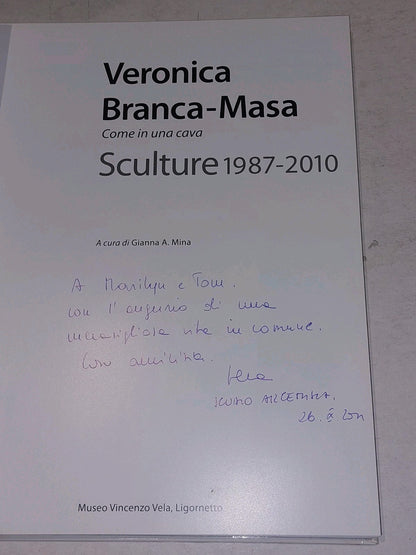 Veronica
Branca-Masa
Come in una cava
Sculture 1987-2010
A cura di Gianna A. Mina
A Marilyn e Tom.
con l'augurio di una
meravigliosa vita in comune.
Con amicizia.
Museo Vincenzo Vela, Ligornetto